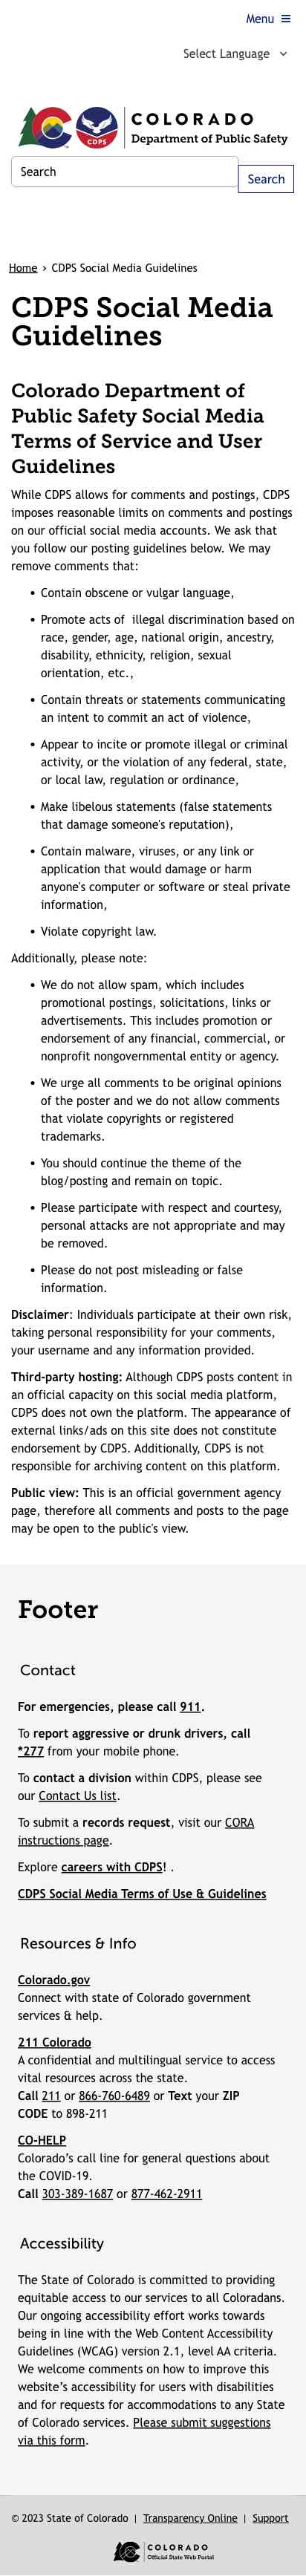 Menu
Select Language
COLORADO
Department of Public Safety
CDPS
Search
Search
Home › CDPS Social Media Guidelines
CDPS Social Media
Guidelines
Colorado Department of
Public Safety Social Media
Terms of Service and User
Guidelines
While CDPS allows for comments and postings, CDPS
imposes reasonable limits on comments and postings
on our official social media accounts. We ask that
you follow our posting guidelines below. We may
remove comments that:
• Contain obscene or vulgar language,
• Promote acts of  illegal discrimination based on
race, gender, age, national origin, ancestry,
disability, ethnicity, religion, sexual
orientation, etc.,
• Contain threats or statements communicating
an intent to commit an act of violence,
• Appear to incite or promote illegal or criminal
activity, or the violation of any federal, state,
or local law, regulation or ordinance,
• Make libelous statements (false statements
that damage someone's reputation),
• Contain malware, viruses, or any link or
application that would damage or harm
anyone's computer or software or steal private
information,
• Violate copyright law.
Additionally, please note:
• We do not allow spam, which includes
promotional postings, solicitations, links or
advertisements. This includes promotion or
endorsement of any financial, commercial, or
nonprofit nongovernmental entity or agency.
• We urge all comments to be original opinions
of the poster and we do not allow comments
that violate copyrights or registered
trademarks.
• You should continue the theme of the
blog/posting and remain on topic.
• Please participate with respect and courtesy,
personal attacks are not appropriate and may
be removed.
• Please do not post misleading or false
information.
Disclaimer: Individuals participate at their own risk,
taking personal responsibility for your comments,
your username and any information provided.
Third-party hosting: Although CDPS posts content in
an official capacity on this social media platform,
CDPS does not own the platform. The appearance of
external links/ads on this site does not constitute
endorsement by CDPS. Additionally, CDPS is not
responsible for archiving content on this platform.
Public view: This is an official government agency
page, therefore all comments and posts to the page
may be open to the public's view.
Footer
Contact
For emergencies, please call 911.
To report aggressive or drunk drivers, call
*277 from your mobile phone.
To contact a division within CDPS, please see
our Contact Us list.
To submit a records request, visit our CORA
instructions page.
Explore careers with CDPS! .
CDPS Social Media Terms of Use & Guidelines
Resources & Info
Colorado.gov
Connect with state of Colorado government
services & help.
211 Colorado
A confidential and multilingual service to access
vital resources across the state.
Call 211 or 866-760-6489 or Text your ZIP
CODE to 898-211
CO-HELP
Colorado’s call line for general questions about
the COVID-19.
Call 303-389-1687 or 877-462-2911
Accessibility
The State of Colorado is committed to providing
equitable access to our services to all Coloradans.
Our ongoing accessibility effort works towards
being in line with the Web Content Accessibility
Guidelines (WCAG) version 2.1, level AA criteria.
We welcome comments on how to improve this
website’s accessibility for users with disabilities
and for requests for accommodations to any State
of Colorado services. Please submit suggestions
via this form.
© 2023 State of Colorado | Transparency Online | Support
COLORADO
Official State Web Portal